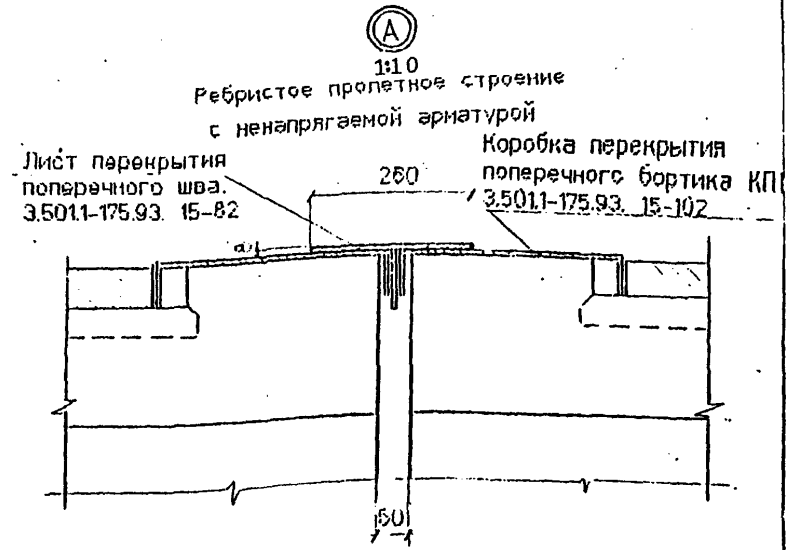 А
1:10
Ребристое пролетное строение
с ненапрягаемой арматурой
Лист перекрытия
поперечного шва.
3.501.1-175.93. 15-82
260
Коробка перекрытия
поперечного бортика КП
3.501.1-175.93. 15-102
50